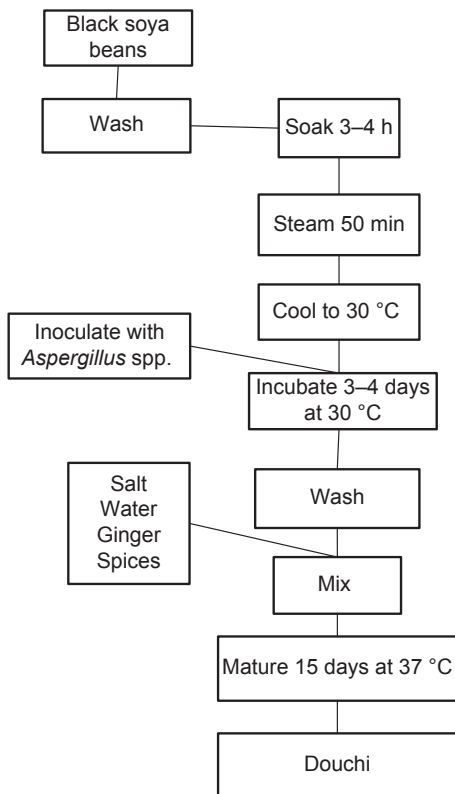 Black soya
beans
Wash
Soak 3–4 h
Steam 50 min
Cool to 30 °C
Inoculate with
Aspergillus spp.
Incubate 3–4 days
at 30 °C
Wash
Salt
Water
Ginger
Spices
Mix
Mature 15 days at 37 °C
Douchi